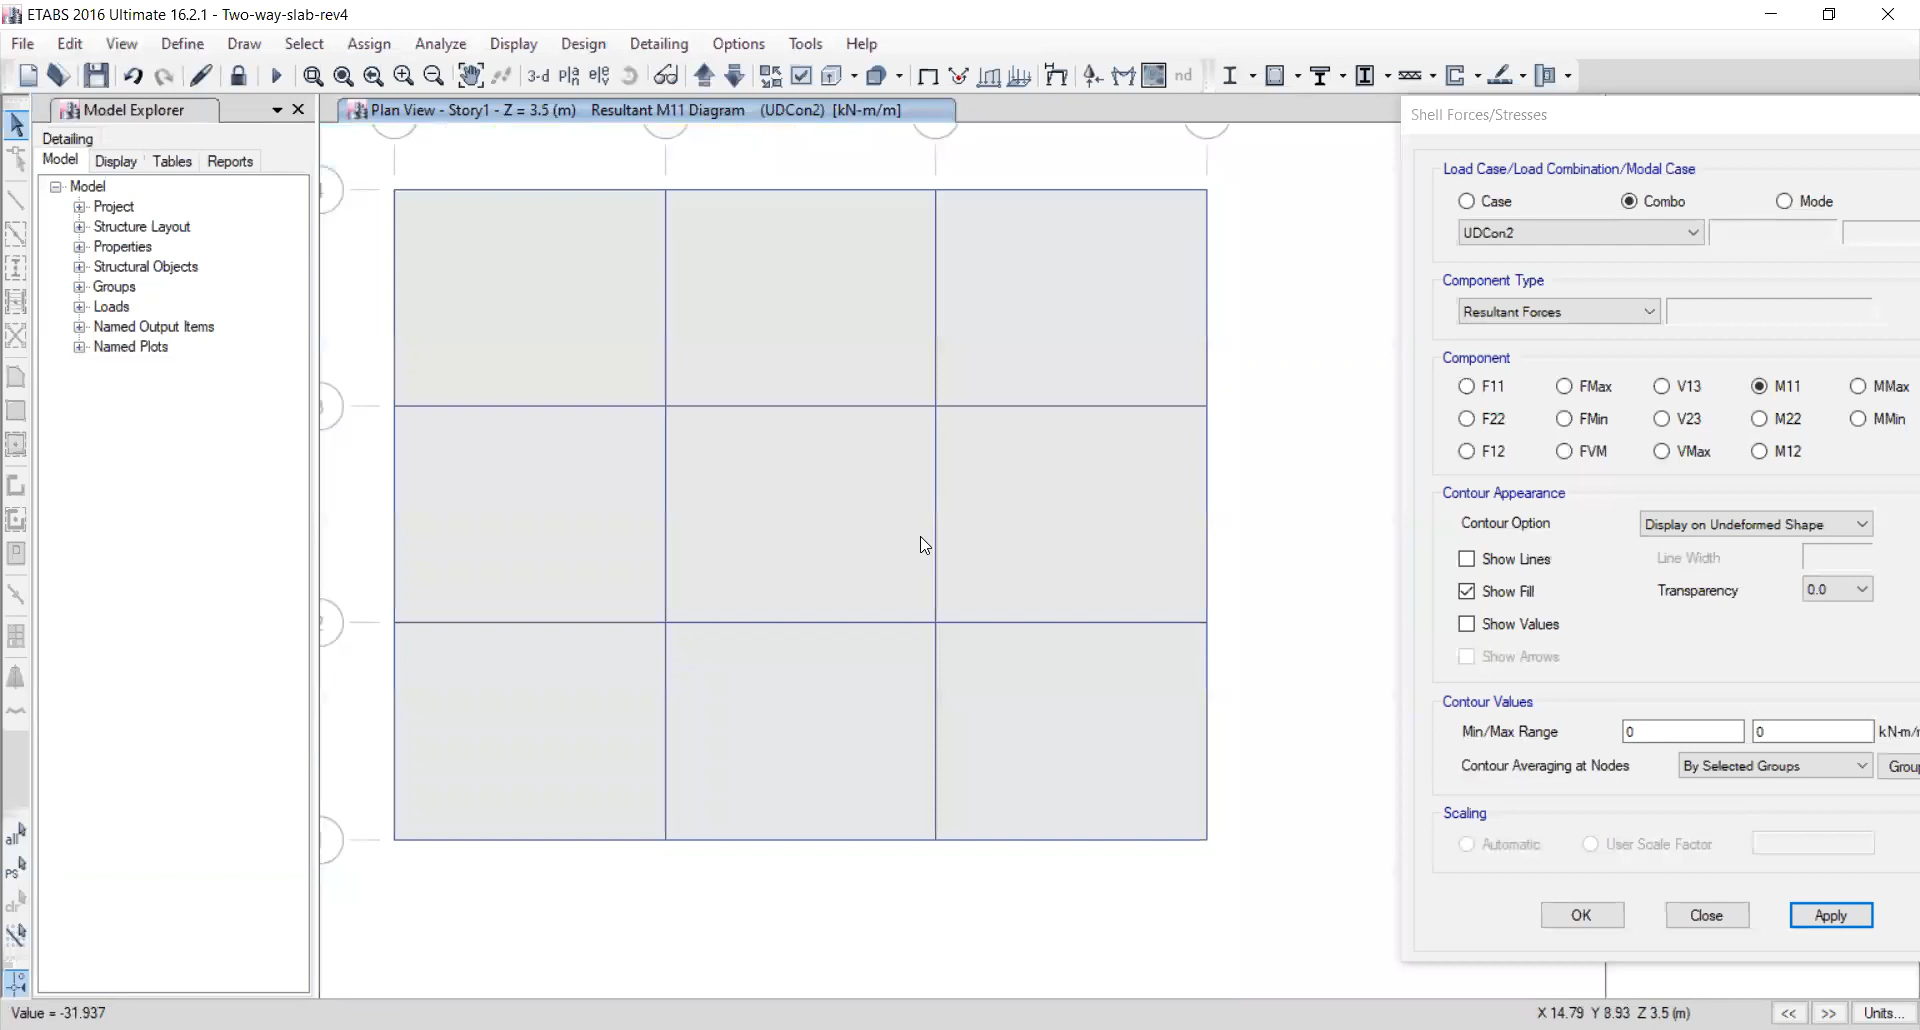 ETABS 2016 Ultimate 16.2.1 - Two-way-slab-rev4
File Edit View Define Draw Select Assign Analyze Display Design Detailing Options Tools Help
3-d nd
Model Explorer
Detailing
Model Display Tables Reports
Model
Project
Structure Layout
Properties
Structural Objects
Groups
Loads
Named Output Items
Named Plots
all
PS
clr
Plan View - Story1 - Z = 3.5 (m) Resultant M11 Diagram (UDCon2) [kN-m/m]
Shell Forces/Stresses
Load Case/Load Combination/Modal Case
Case Combo Mode
UDCon2
Component Type
Resultant Forces
Component
F11 FMax V13 M11 MMax
F22 FMin V23 M22 MMin
F12 FVM VMax M12
Contour Appearance
Contour Option Display on Undeformed Shape
Show Lines Line Width
Show Fill Transparency 0.0
Show Values
Show Arrows
Contour Values
Min/Max Range 0 0 kN-m/
Contour Averaging at Nodes By Selected Groups Group
Scaling
Automatic User Scale Factor
OK Close Apply
Value = -31.937
X 14.79 Y 8.93 Z 3.5 (m) << >> Units...